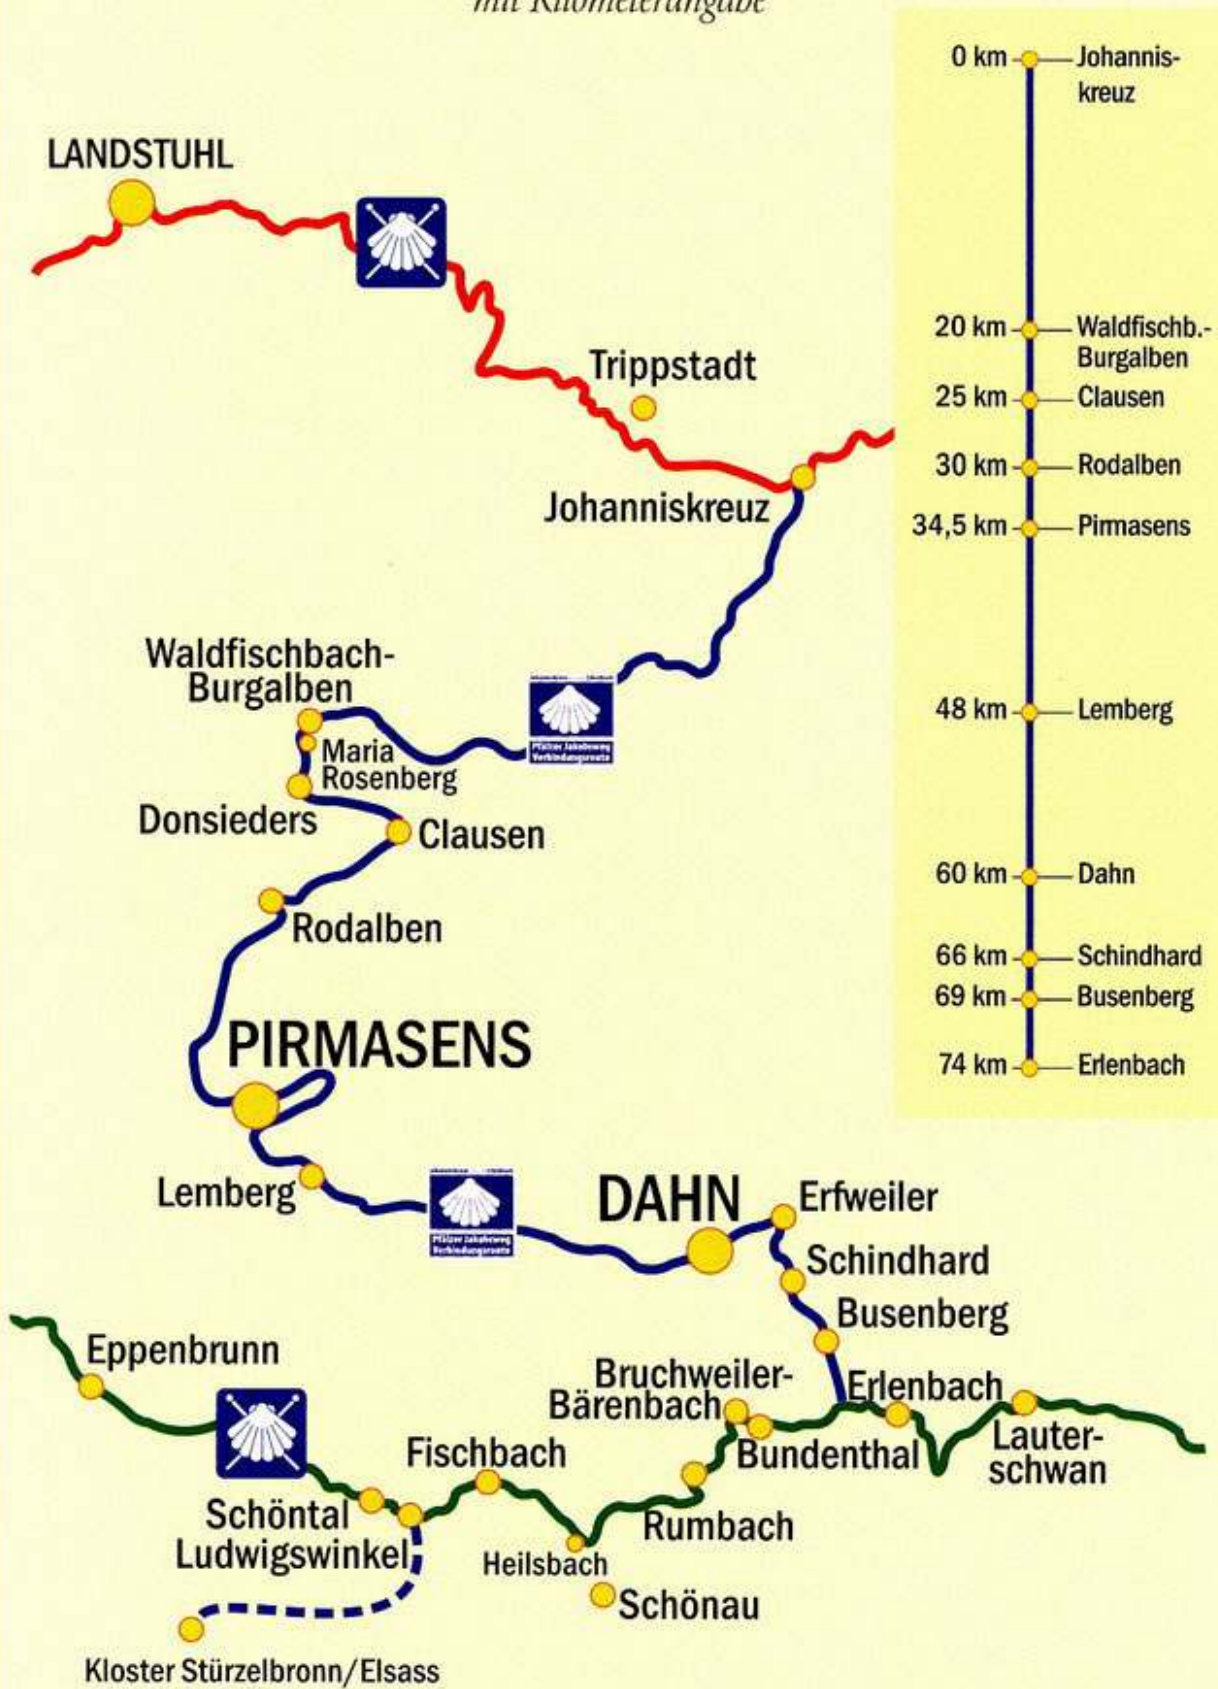 mit Kilometerangabe
0 km
Johannis-
kreuz
20 km
Waldfischb.-
Burgalben
25 km
Clausen
30 km
Rodalben
34,5 km
Pirmasens
48 km
Lemberg
60 km
Dahn
66 km
Schindhard
69 km
Busenberg
74 km
Erlenbach
LANDSTUHL
Trippstadt
Johanniskreuz
Waldfischbach-
Burgalben
Maria
Rosenberg
Pfälzer Jakobsweg
Verbindungsroute
Donsieders
Clausen
Rodalben
PIRMASENS
Lemberg
Pfälzer Jakobsweg
Verbindungsroute
DAHN
Erfweiler
Schindhard
Busenberg
Eppenbrunn
Bruchweiler-
Bärenbach
Erlenbach
Bundenthal
Lauter-
schwan
Fischbach
Schöntal
Ludwigswinkel
Rumbach
Heilsbach
Schönau
Kloster Stürzelbronn/Elsass